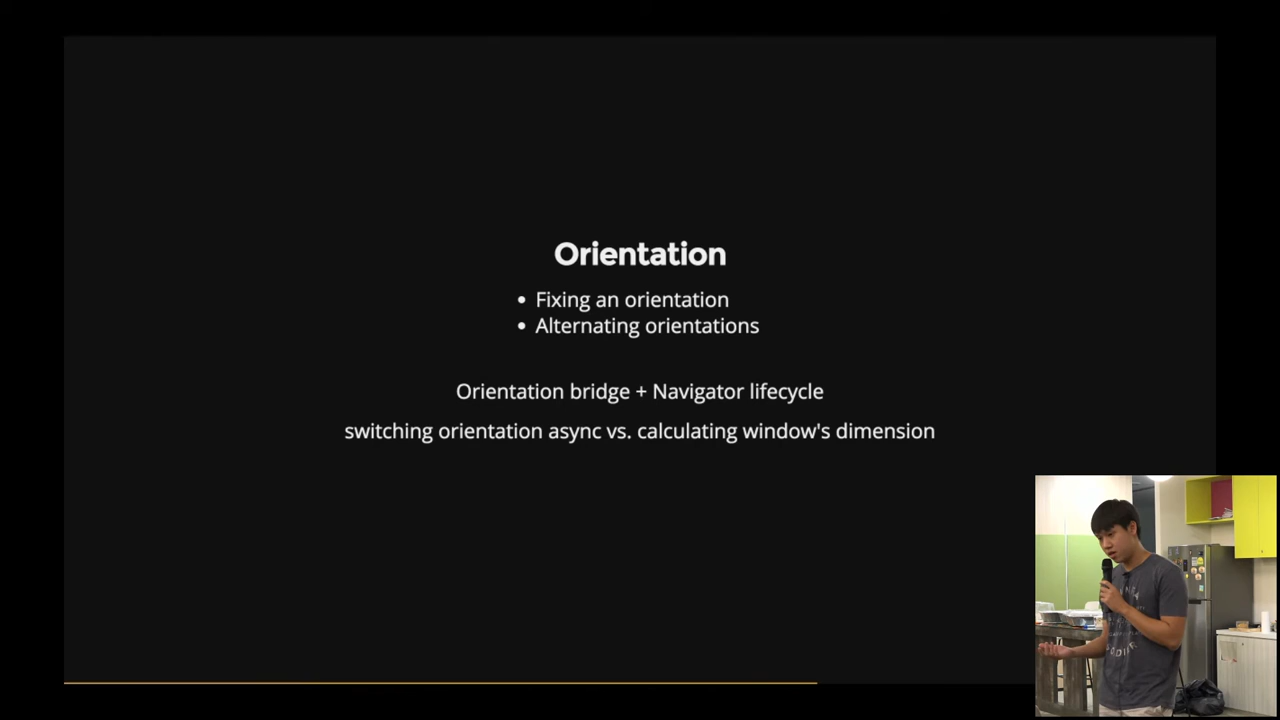 Orientation
• Fixing an orientation
• Alternating orientations
Orientation bridge + Navigator lifecycle
switching orientation async vs. calculating window's dimension